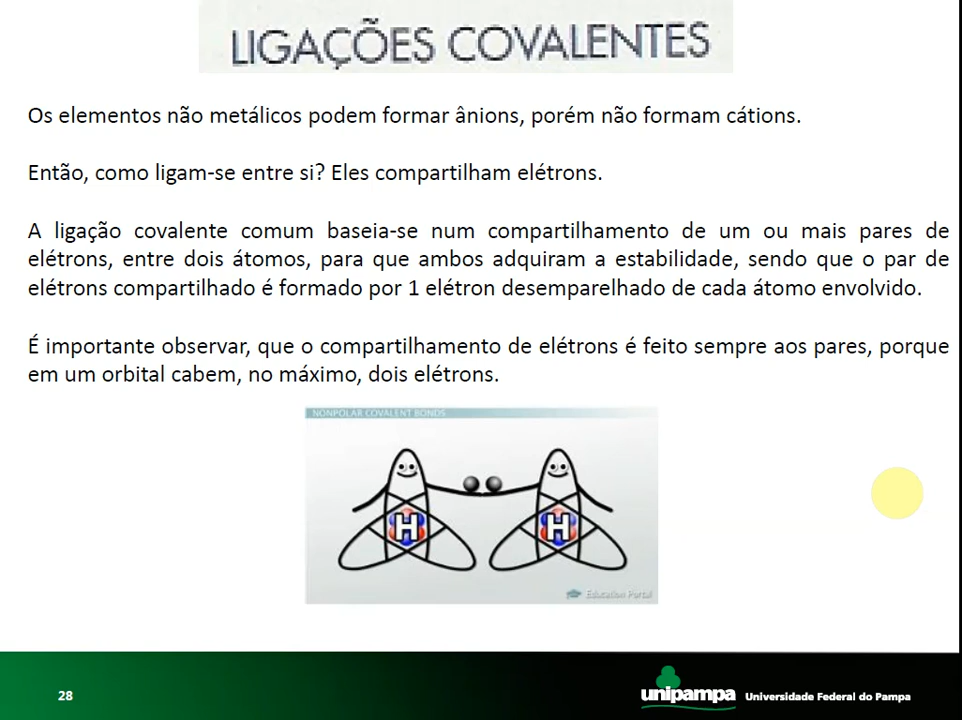 LIGAÇÕES COVALENTES
Os elementos não metálicos podem formar ânions, porém não formam cátions.
Então, como ligam-se entre si? Eles compartilham elétrons.
A ligação covalente comum baseia-se num compartilhamento de um ou mais pares de
elétrons, entre dois átomos, para que ambos adquiram a estabilidade, sendo que o par de
elétrons compartilhado é formado por 1 elétron desemparelhado de cada átomo envolvido.
É importante observar, que o compartilhamento de elétrons é feito sempre aos pares, porque
em um orbital cabem, no máximo, dois elétrons.
NONPOLAR COVALENT BONDS
H H
Education Portal
28
unipampa Universidade Federal do Pampa